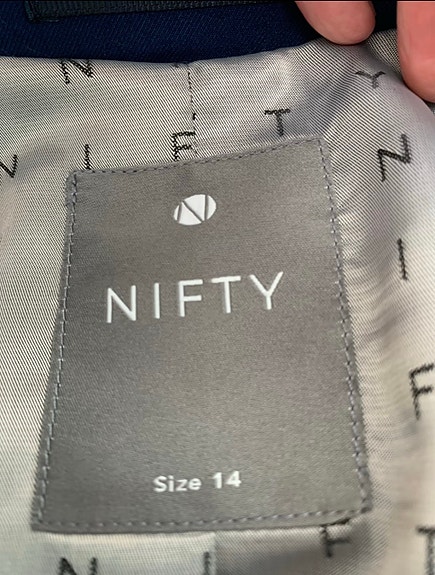 N I F T Y
N I F T
N
NIFTY
Size 14
N I F T